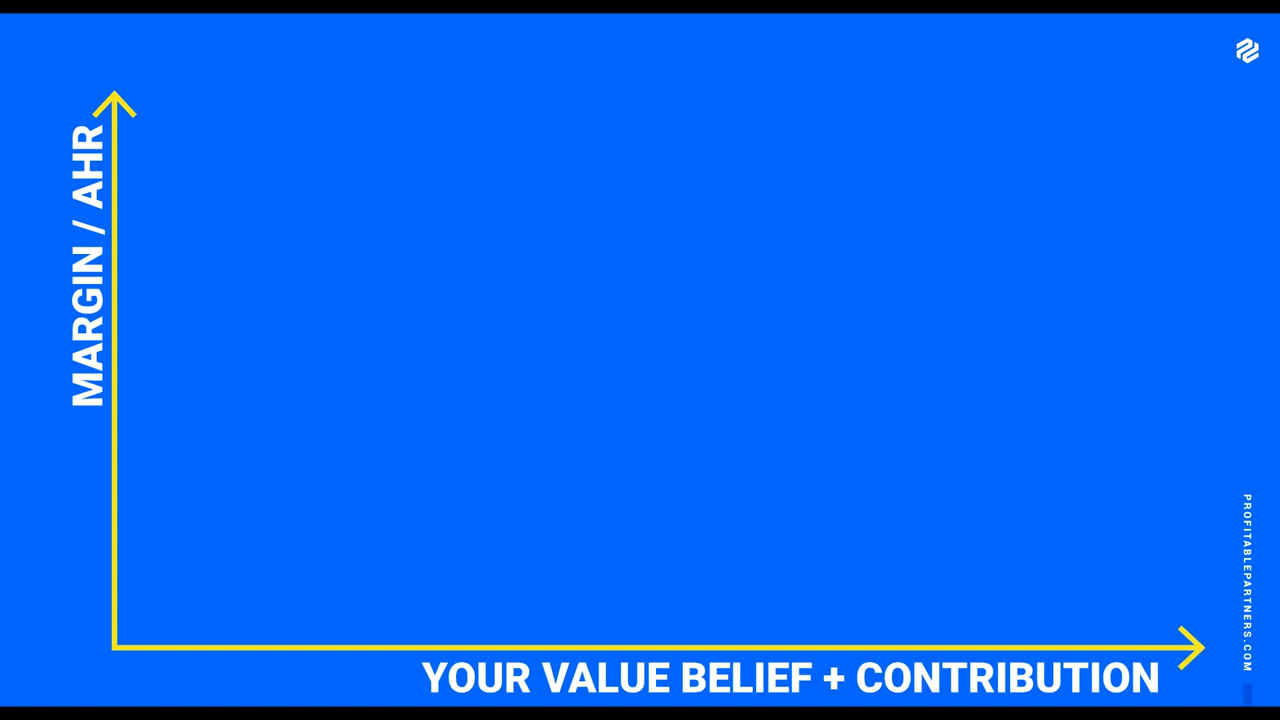 MARGIN / AHR
YOUR VALUE BELIEF + CONTRIBUTION
PROFITABLEPARTNERS.COM